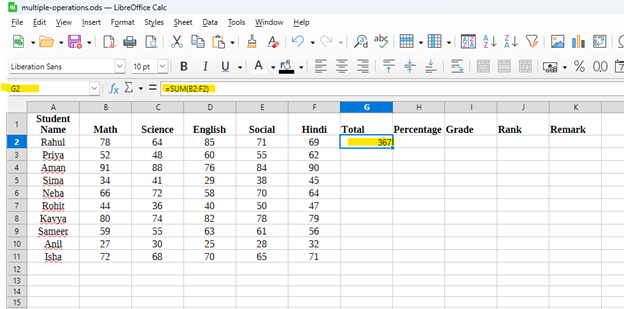 multiple-operations.ods — LibreOffice Calc
File Edit View Insert Format Styles Sheet Data Tools Window Help
Liberation Sans 10 pt B I U A % 0.0
G2 fx Σ = =SUM(B2:F2)
A B C D E F G H I J K
1 Student Name Math Science English Social Hindi Total Percentage Grade Rank Remark
2 Rahul 78 64 85 71 69 367
3 Priya 52 48 60 55 62
4 Aman 91 88 76 84 90
5 Sima 34 41 29 38 45
6 Neha 66 72 58 70 64
7 Rohit 44 36 40 50 47
8 Kavya 80 74 82 78 79
9 Sameer 59 55 63 61 56
10 Anil 27 30 25 28 32
11 Isha 72 68 70 65 71
12
13
14
15